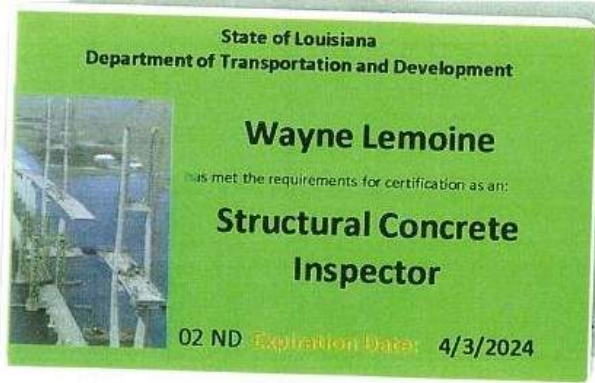 State of Louisiana
Department of Transportation and Development
Wayne Lemoine
has met the requirements for certification as an:
Structural Concrete
Inspector
02 ND Expiration Date: 4/3/2024